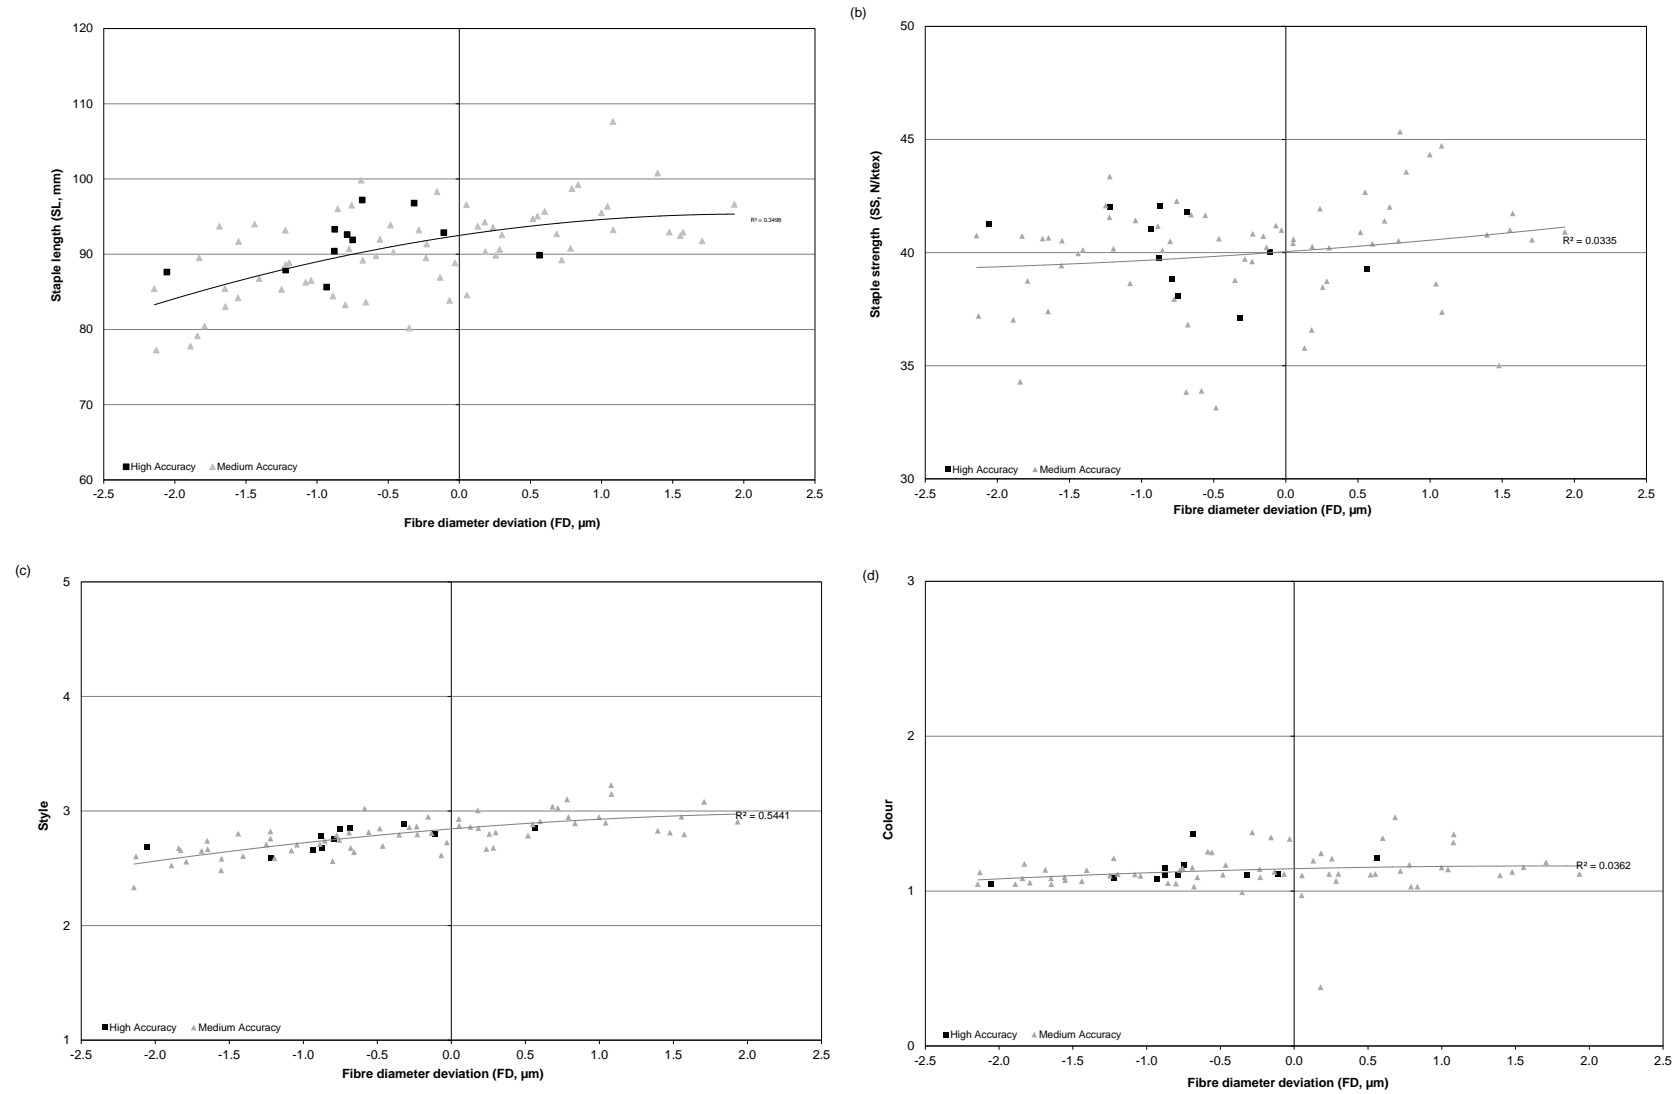 120
110
100
90
80
70
60
Staple length (SL, mm)
R² = 0.3498
High Accuracy Medium Accuracy
-2.5 -2.0 -1.5 -1.0 -0.5 0.0 0.5 1.0 1.5 2.0 2.5
Fibre diameter deviation (FD, µm)
(b)
50
45
40
35
30
Staple strength (SS, N/ktex)
R² = 0.0335
High Accuracy Medium Accuracy
-2.5 -2.0 -1.5 -1.0 -0.5 0.0 0.5 1.0 1.5 2.0 2.5
Fibre diameter deviation (FD, µm)
(c)
5
4
3
2
1
Style
R² = 0.5441
High Accuracy Medium Accuracy
-2.5 -2.0 -1.5 -1.0 -0.5 0.0 0.5 1.0 1.5 2.0 2.5
Fibre diameter deviation (FD, µm)
(d)
3
2
1
0
Colour
R² = 0.0362
High Accuracy Medium Accuracy
-2.5 -2.0 -1.5 -1.0 -0.5 0.0 0.5 1.0 1.5 2.0 2.5
Fibre diameter deviation (FD, µm)